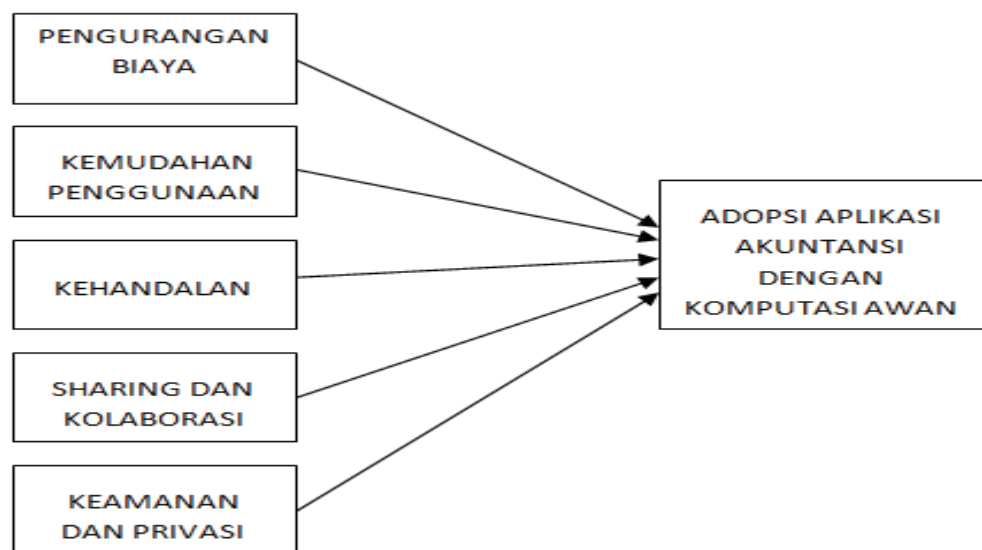 PENGURANGAN
BIAYA
KEMUDAHAN
PENGGUNAAN
KEHANDALAN
SHARING DAN
KOLABORASI
KEAMANAN
DAN PRIVASI
ADOPSI APLIKASI
AKUNTANSI
DENGAN
KOMPUTASI AWAN